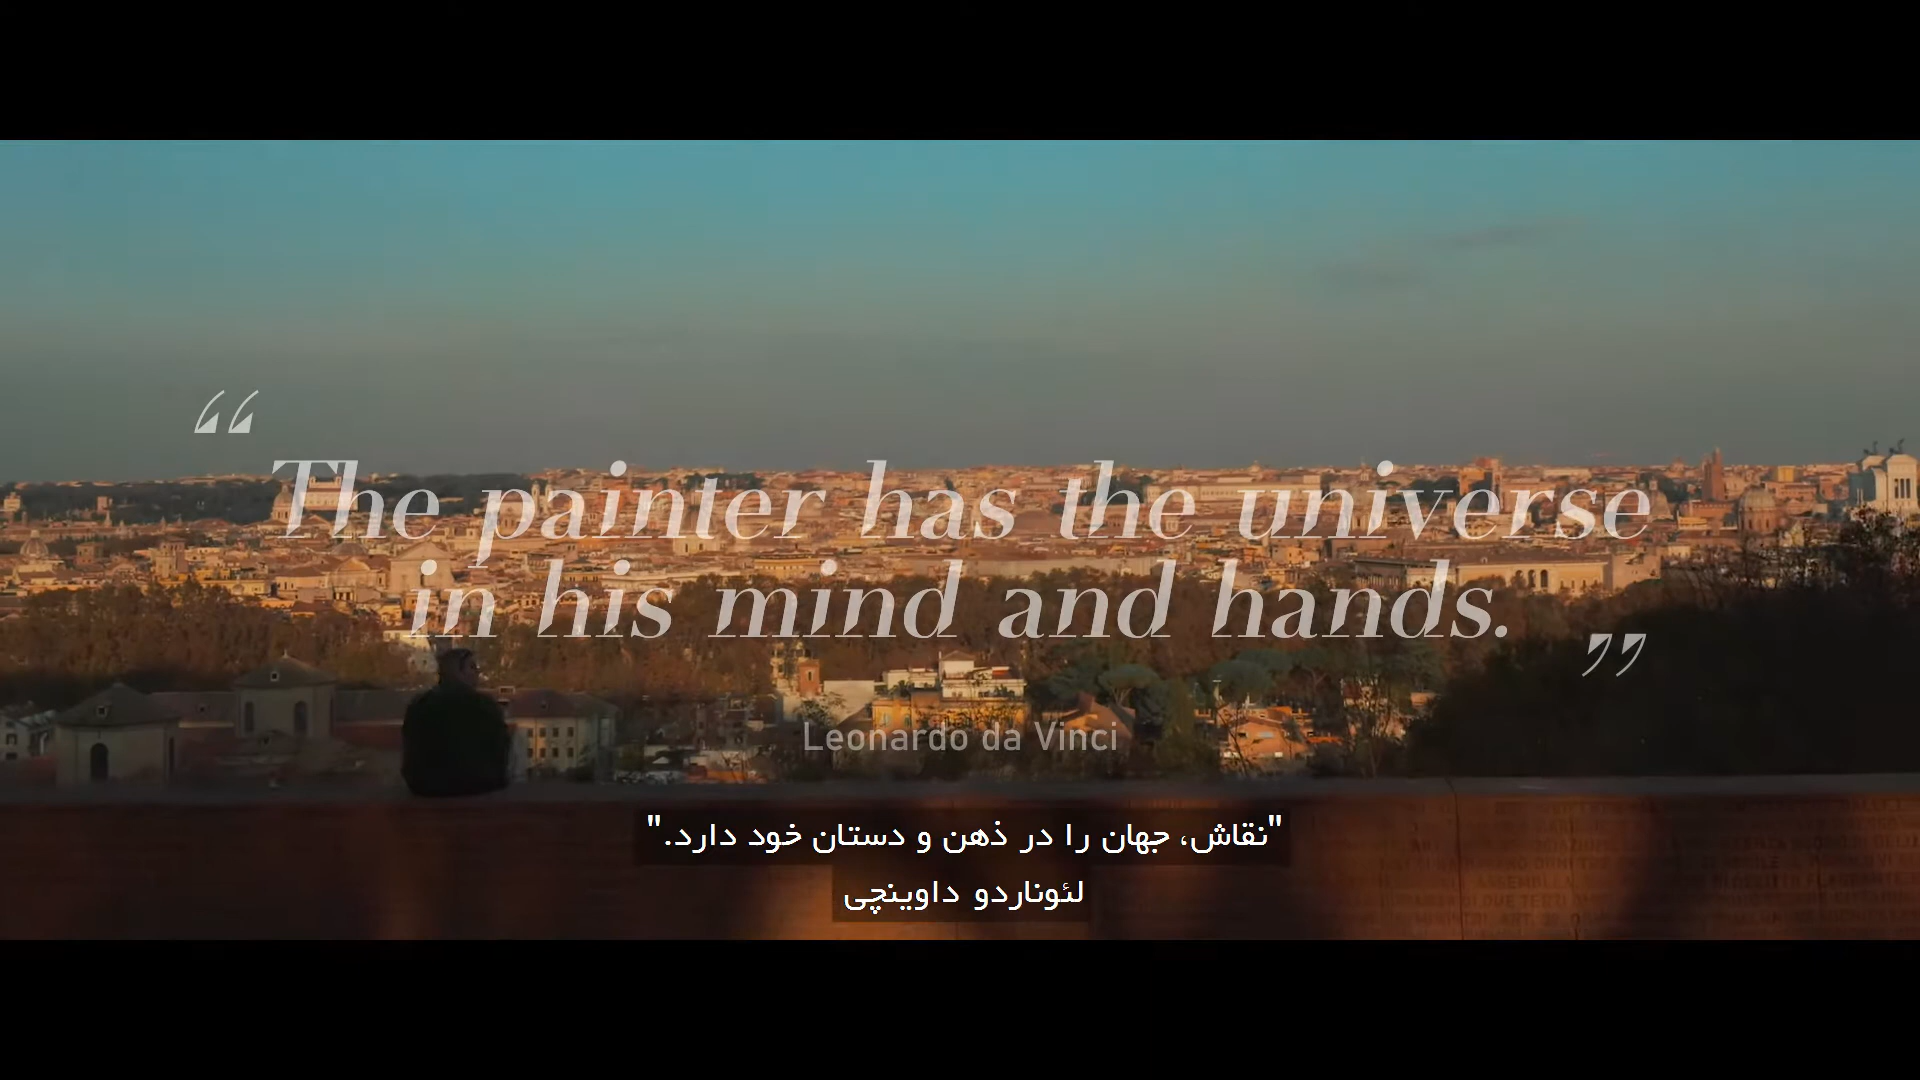 “The painter has the universe
in his mind and hands.”
Leonardo da Vinci
"نقاش، جهان را در ذهن و دستان خود دارد."
لئوناردو داوینچی